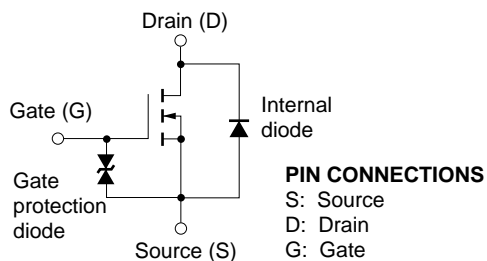 Drain (D)
Gate (G)
Internal
diode
Gate
protection
diode
Source (S)
PIN CONNECTIONS
S: Source
D: Drain
G: Gate